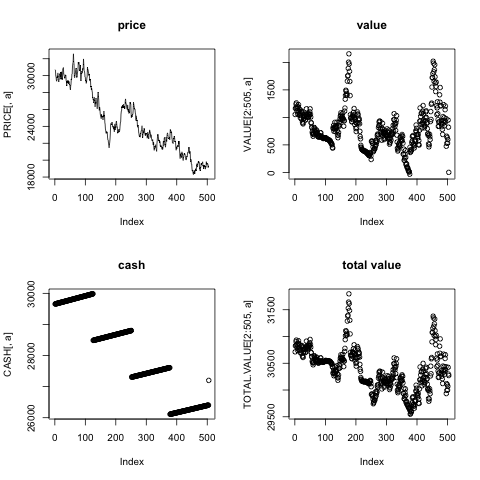 price
PRICE[, a]
18000 24000 30000
0 100 200 300 400 500
Index
value
VALUE[2:505, a]
0 500 1500
0 100 200 300 400 500
Index
cash
CASH[, a]
26000 28000 30000
0 100 200 300 400 500
Index
total value
TOTAL.VALUE[2:505, a]
29500 30500 31500
0 100 200 300 400 500
Index